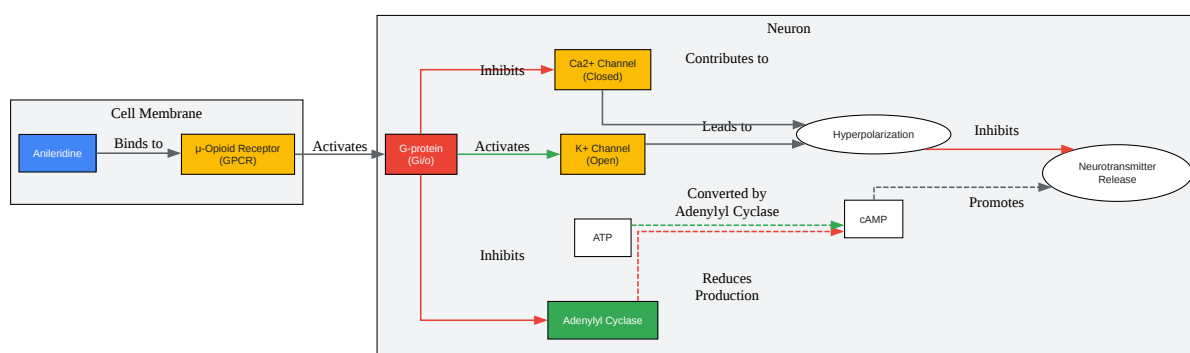 Neuron
Ca2+ Channel
(Closed)
Contributes to
Inhibits
Cell Membrane
Anileridine
Binds to
μ-Opioid Receptor
(GPCR)
Activates
G-protein
(Gi/o)
Activates
K+ Channel
(Open)
Leads to
Hyperpolarization
Inhibits
Neurotransmitter
Release
Converted by
Adenylyl Cyclase
ATP
cAMP
Promotes
Inhibits
Reduces
Production
Adenylyl Cyclase